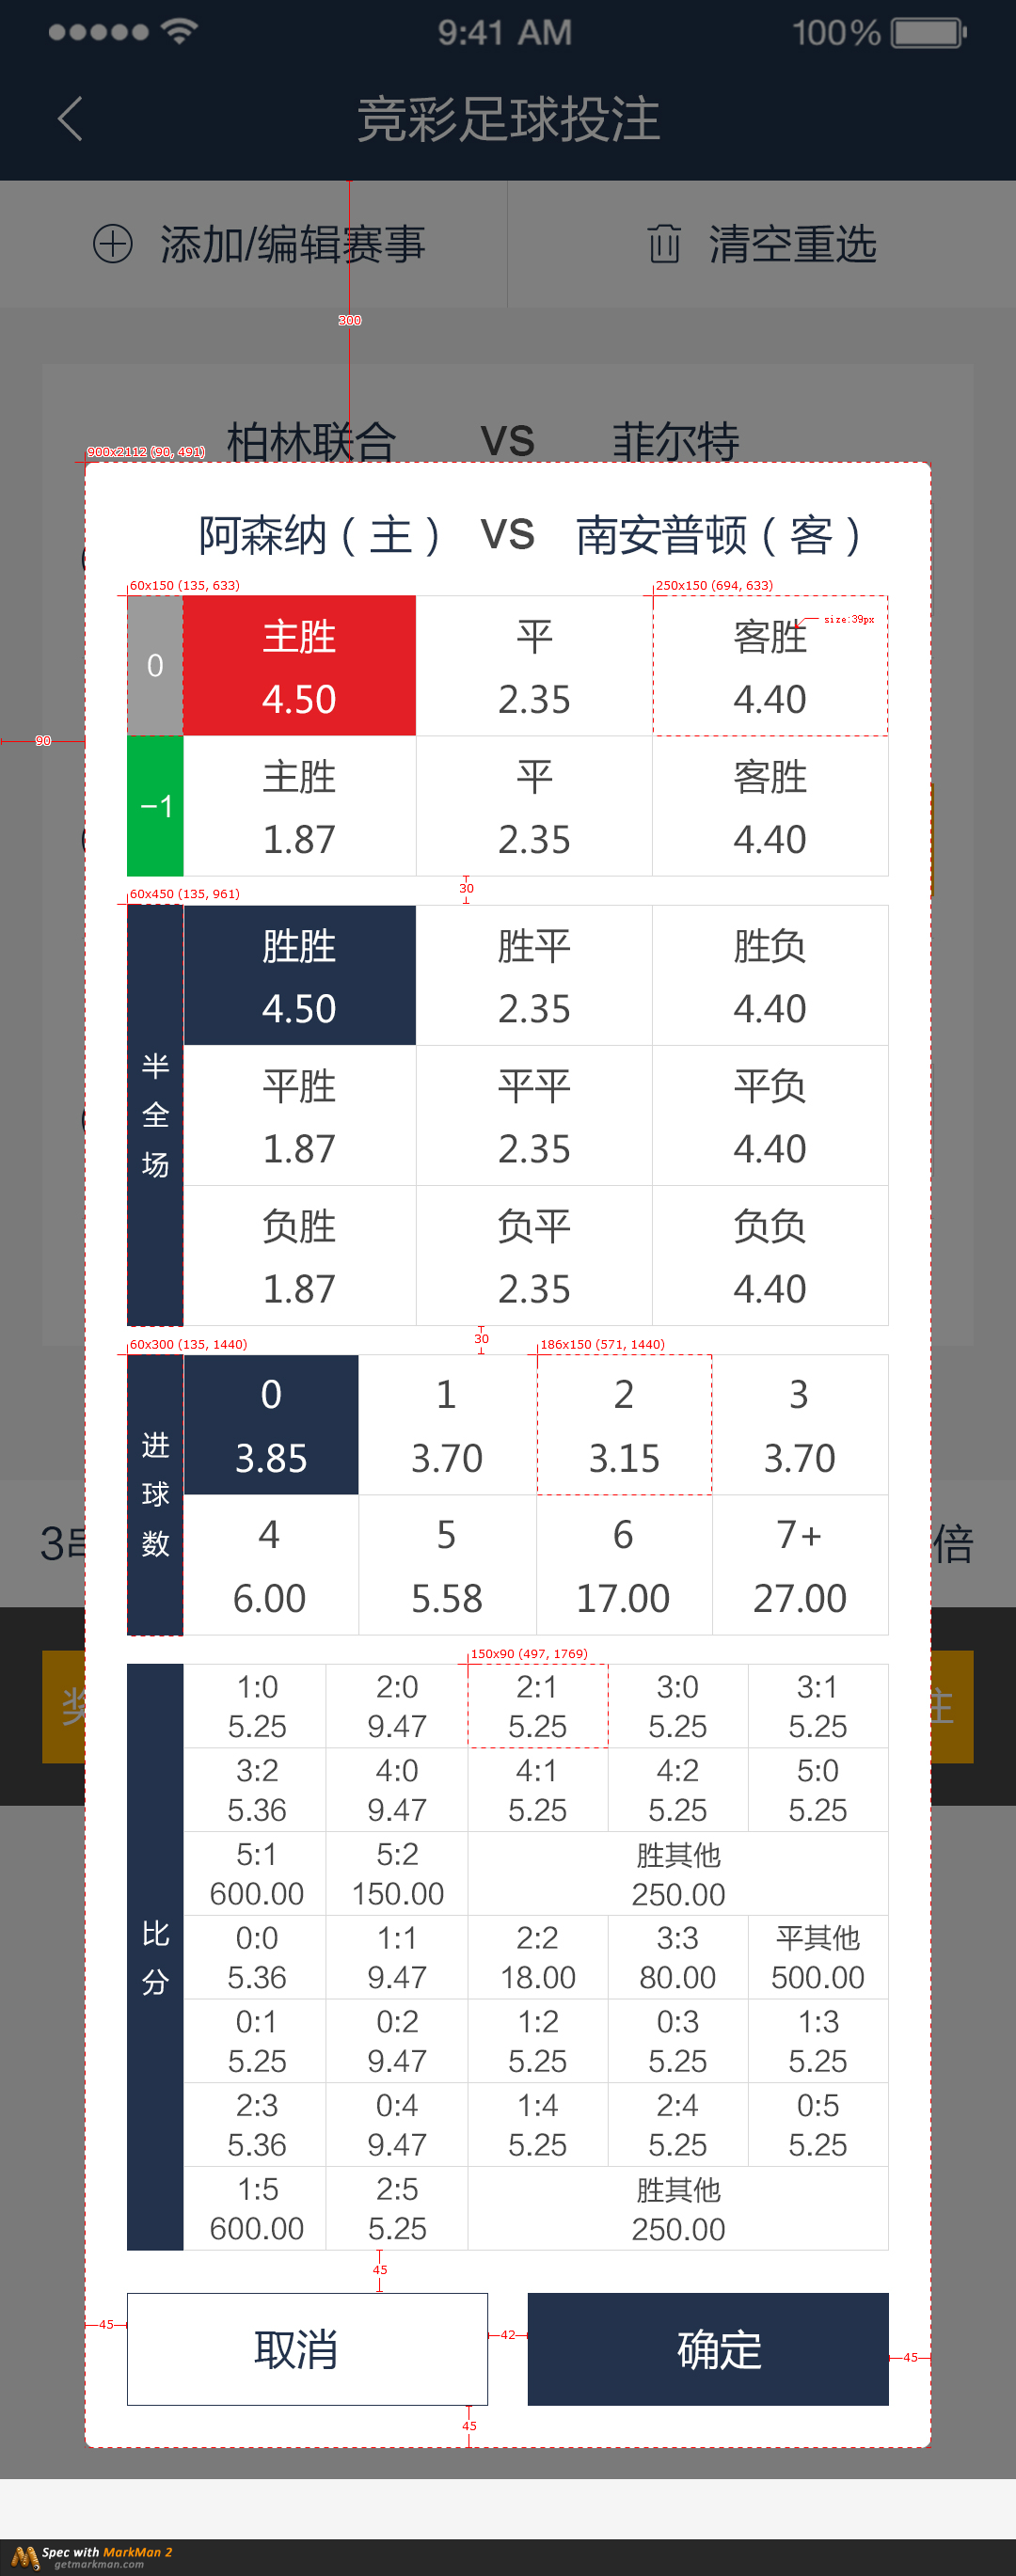 9:41 AM 100%
竞彩足球投注
添加/编辑赛事 清空重选
300
柏林联合 VS 菲尔特
900x2112 (90, 491)
阿森纳（主） VS 南安普顿（客）
60x150 (135, 633) 250x150 (694, 633)
size:39px
0 主胜 平 客胜
4.50 2.35 4.40
90
-1 主胜 平 客胜
1.87 2.35 4.40
30
60x450 (135, 961)
半全场
胜胜 胜平 胜负
4.50 2.35 4.40
平胜 平平 平负
1.87 2.35 4.40
负胜 负平 负负
1.87 2.35 4.40
30
60x300 (135, 1440) 186x150 (571, 1440)
进球数
0 1 2 3
3.85 3.70 3.15 3.70
4 5 6 7+
6.00 5.58 17.00 27.00
3串 倍
150x90 (497, 1769)
奖 注
比分
1:0 2:0 2:1 3:0 3:1
5.25 9.47 5.25 5.25 5.25
3:2 4:0 4:1 4:2 5:0
5.36 9.47 5.25 5.25 5.25
5:1 5:2 胜其他
600.00 150.00 250.00
0:0 1:1 2:2 3:3 平其他
5.36 9.47 18.00 80.00 500.00
0:1 0:2 1:2 0:3 1:3
5.25 9.47 5.25 5.25 5.25
2:3 0:4 1:4 2:4 0:5
5.36 9.47 5.25 5.25 5.25
1:5 2:5 胜其他
600.00 5.25 250.00
45
45 取消 42 确定 45
45
Spec with MarkMan 2
getmarkman.com